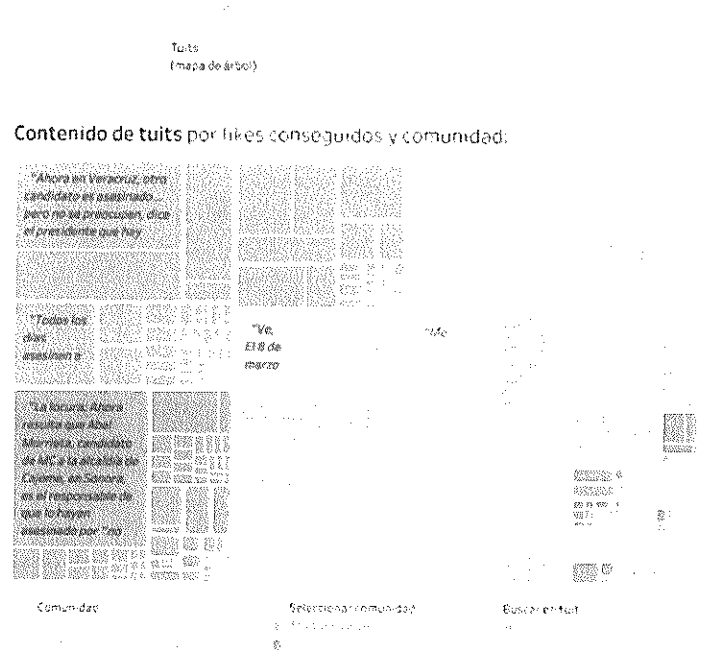 Tuits
(mapa de árbol)
Contenido de tuits por likes conseguidos y comunidad:
"Ahora en Veracruz, otro
candidato es asesinado...
pero no se preocupen, dice
el presidente que hay
"Todos los
días
asesinan a
"Ve,
El 8 de
marzo
"Me
"La locura. Ahora
resulta que Abel
Murrieta, candidato
de MC a la alcaldía de
Cajeme, en Sonora,
es el responsable de
que lo hayan
asesinado por "no
Comunidad
Seleccionar comunidad
Buscar en tuit